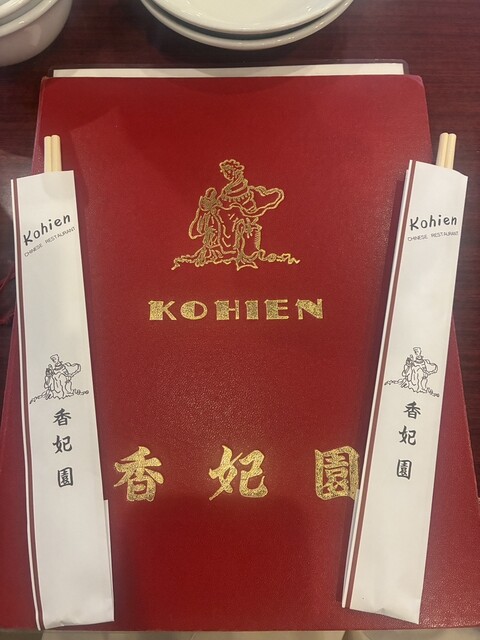 Kohien
CHINESE RESTAURANT
香妃園
KOHIEN
香妃園
Kohien
CHINESE RESTAURANT
香妃園